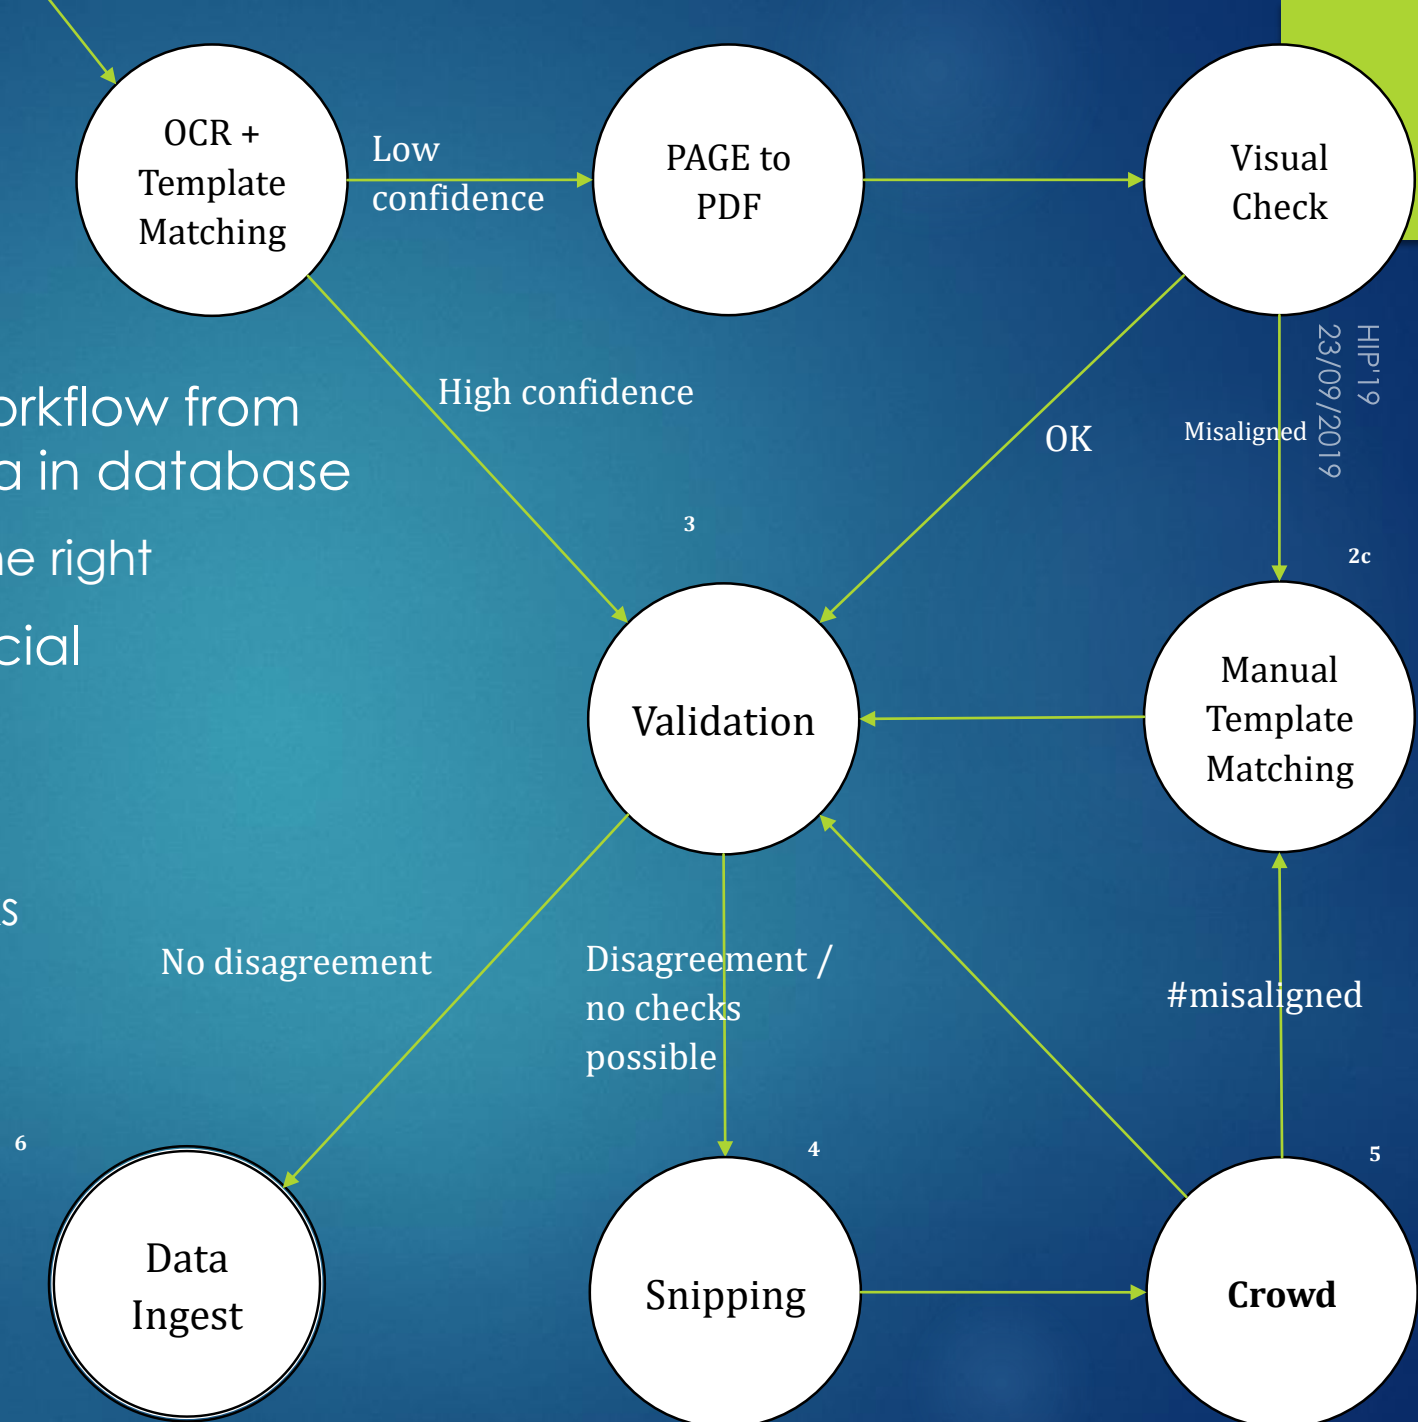 OCR +
Template
Matching
Low
confidence
PAGE to
PDF
Visual
Check
HIP'19
23/09/2019
High confidence
OK
Misaligned
orkflow from
a in database
ne right
cial
s
3
2c
Validation
Manual
Template
Matching
No disagreement
Disagreement /
no checks
possible
#misaligned
6
4
5
Data
Ingest
Snipping
Crowd